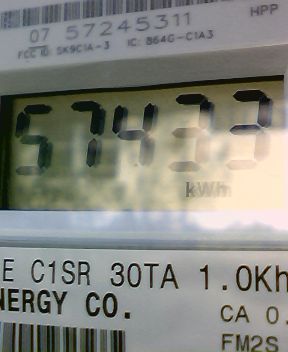 HPP
07 57245311
FCC ID SK9C1A-3 IC: 864G-C1A3
57433
kWh
E C1SR 30TA 1.0Kh
NERGY CO.
CA 0.
FM2S